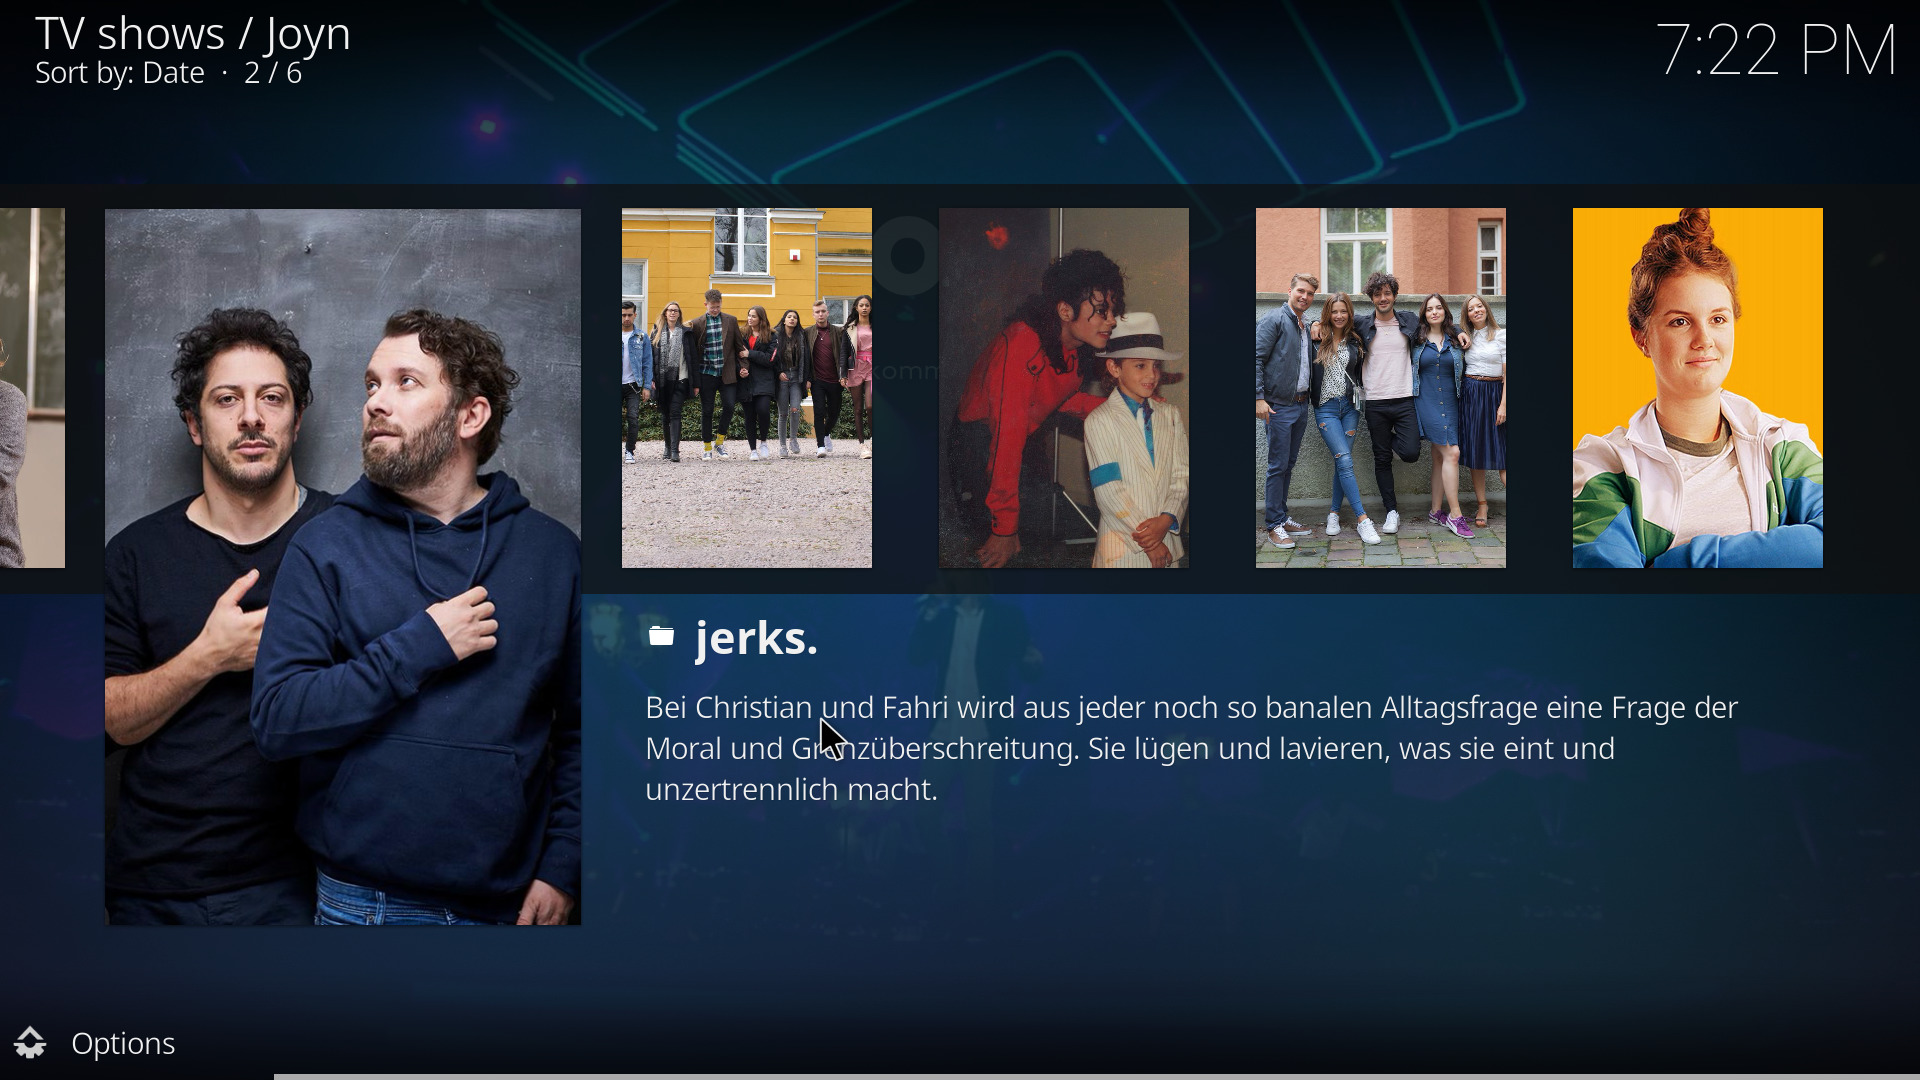 TV shows / Joyn
Sort by: Date · 2 / 6
7:22 PM
komm
jerks.
Bei Christian und Fahri wird aus jeder noch so banalen Alltagsfrage eine Frage der
Moral und Grenzüberschreitung. Sie lügen und lavieren, was sie eint und
unzertrennlich macht.
Options